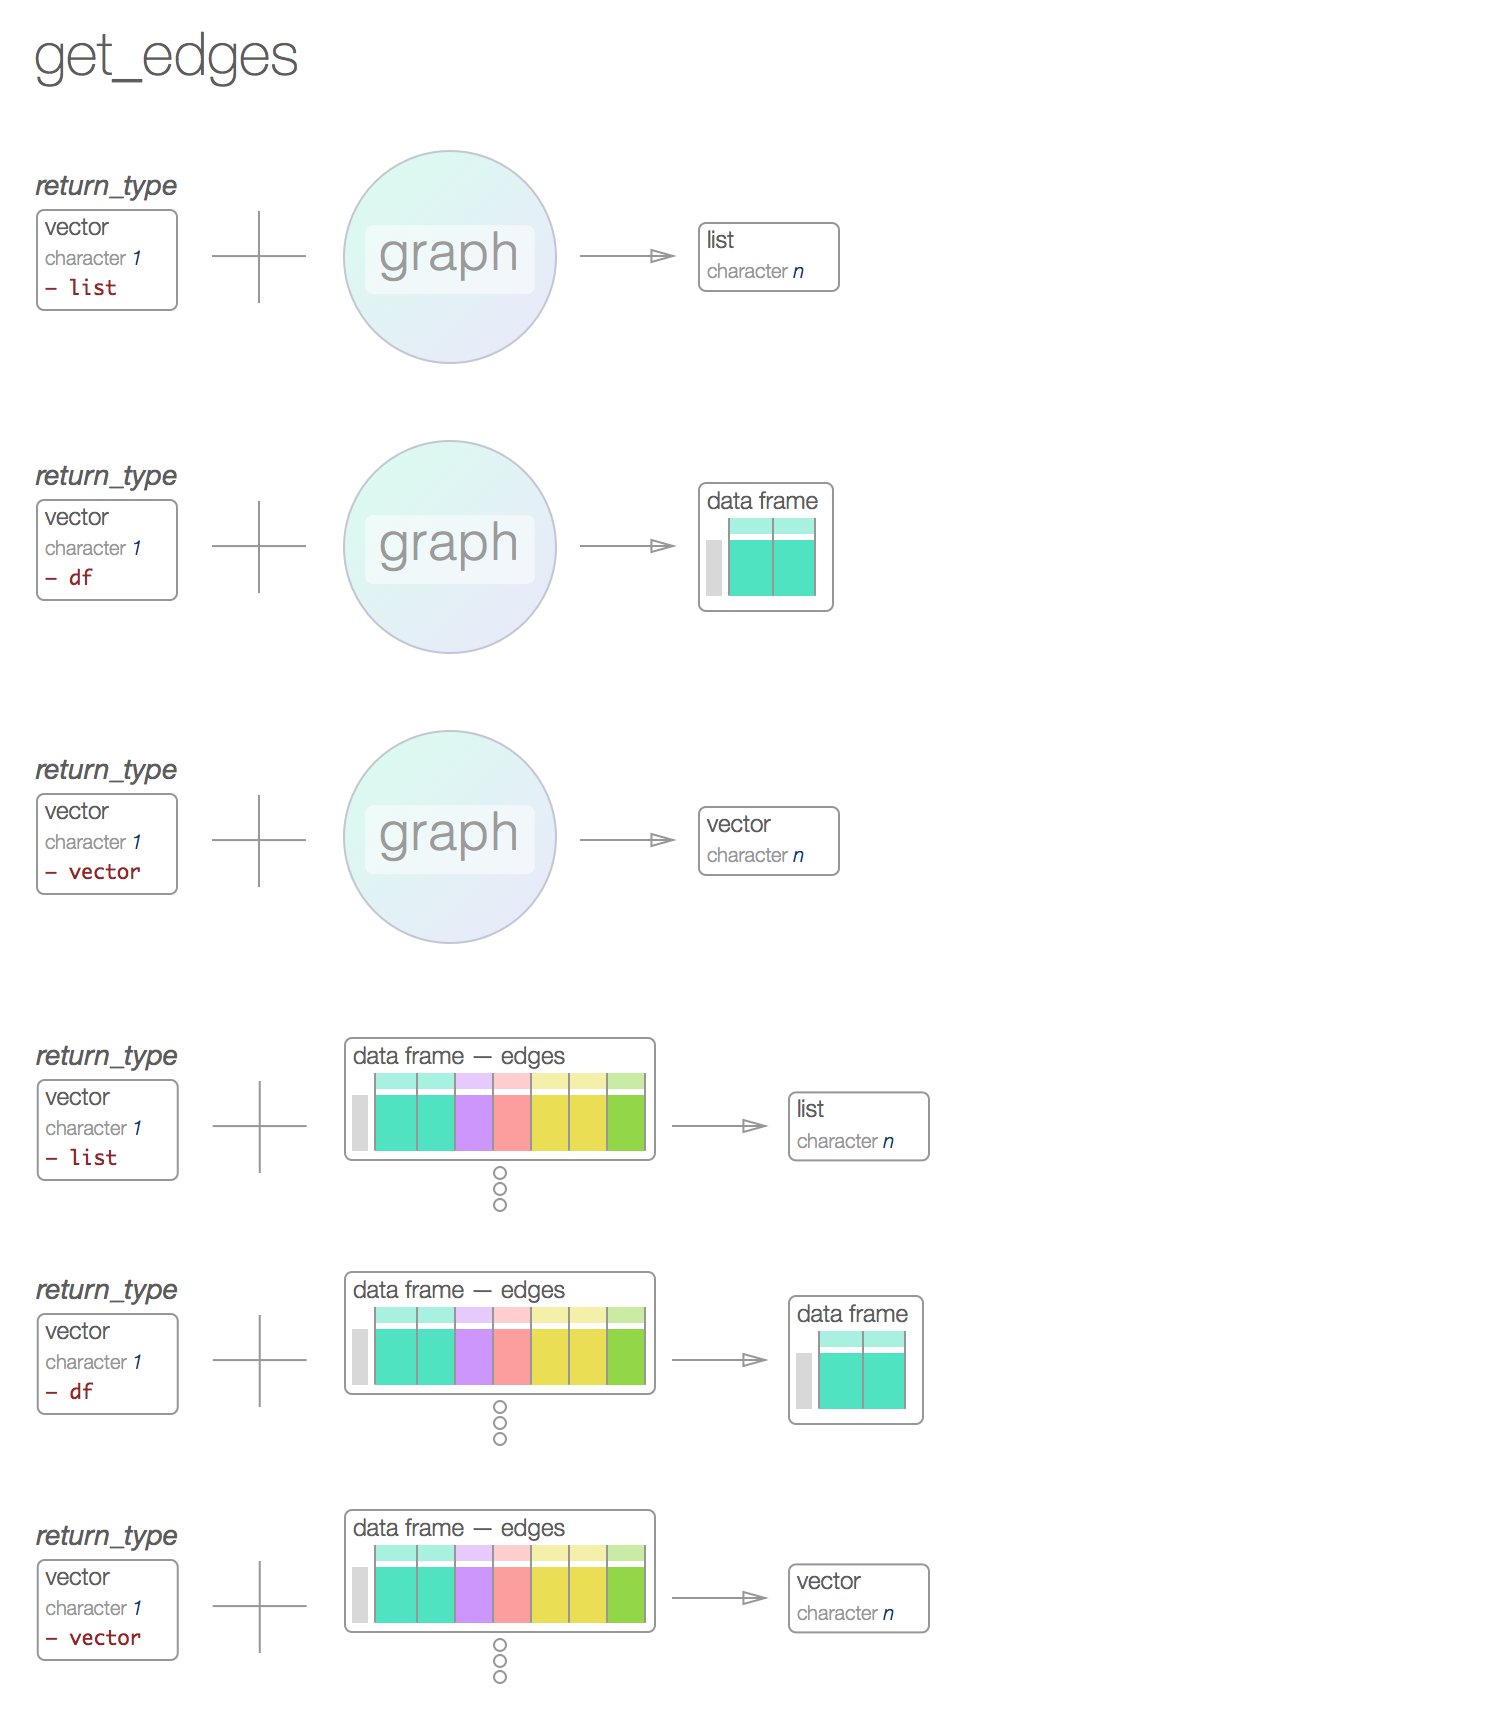 get_edges
return_type
vector
character 1
– list
graph
list
character n
return_type
vector
character 1
– df
graph
data frame
return_type
vector
character 1
– vector
graph
vector
character n
return_type
vector
character 1
– list
data frame — edges
list
character n
return_type
vector
character 1
– df
data frame — edges
data frame
return_type
vector
character 1
– vector
data frame — edges
vector
character n